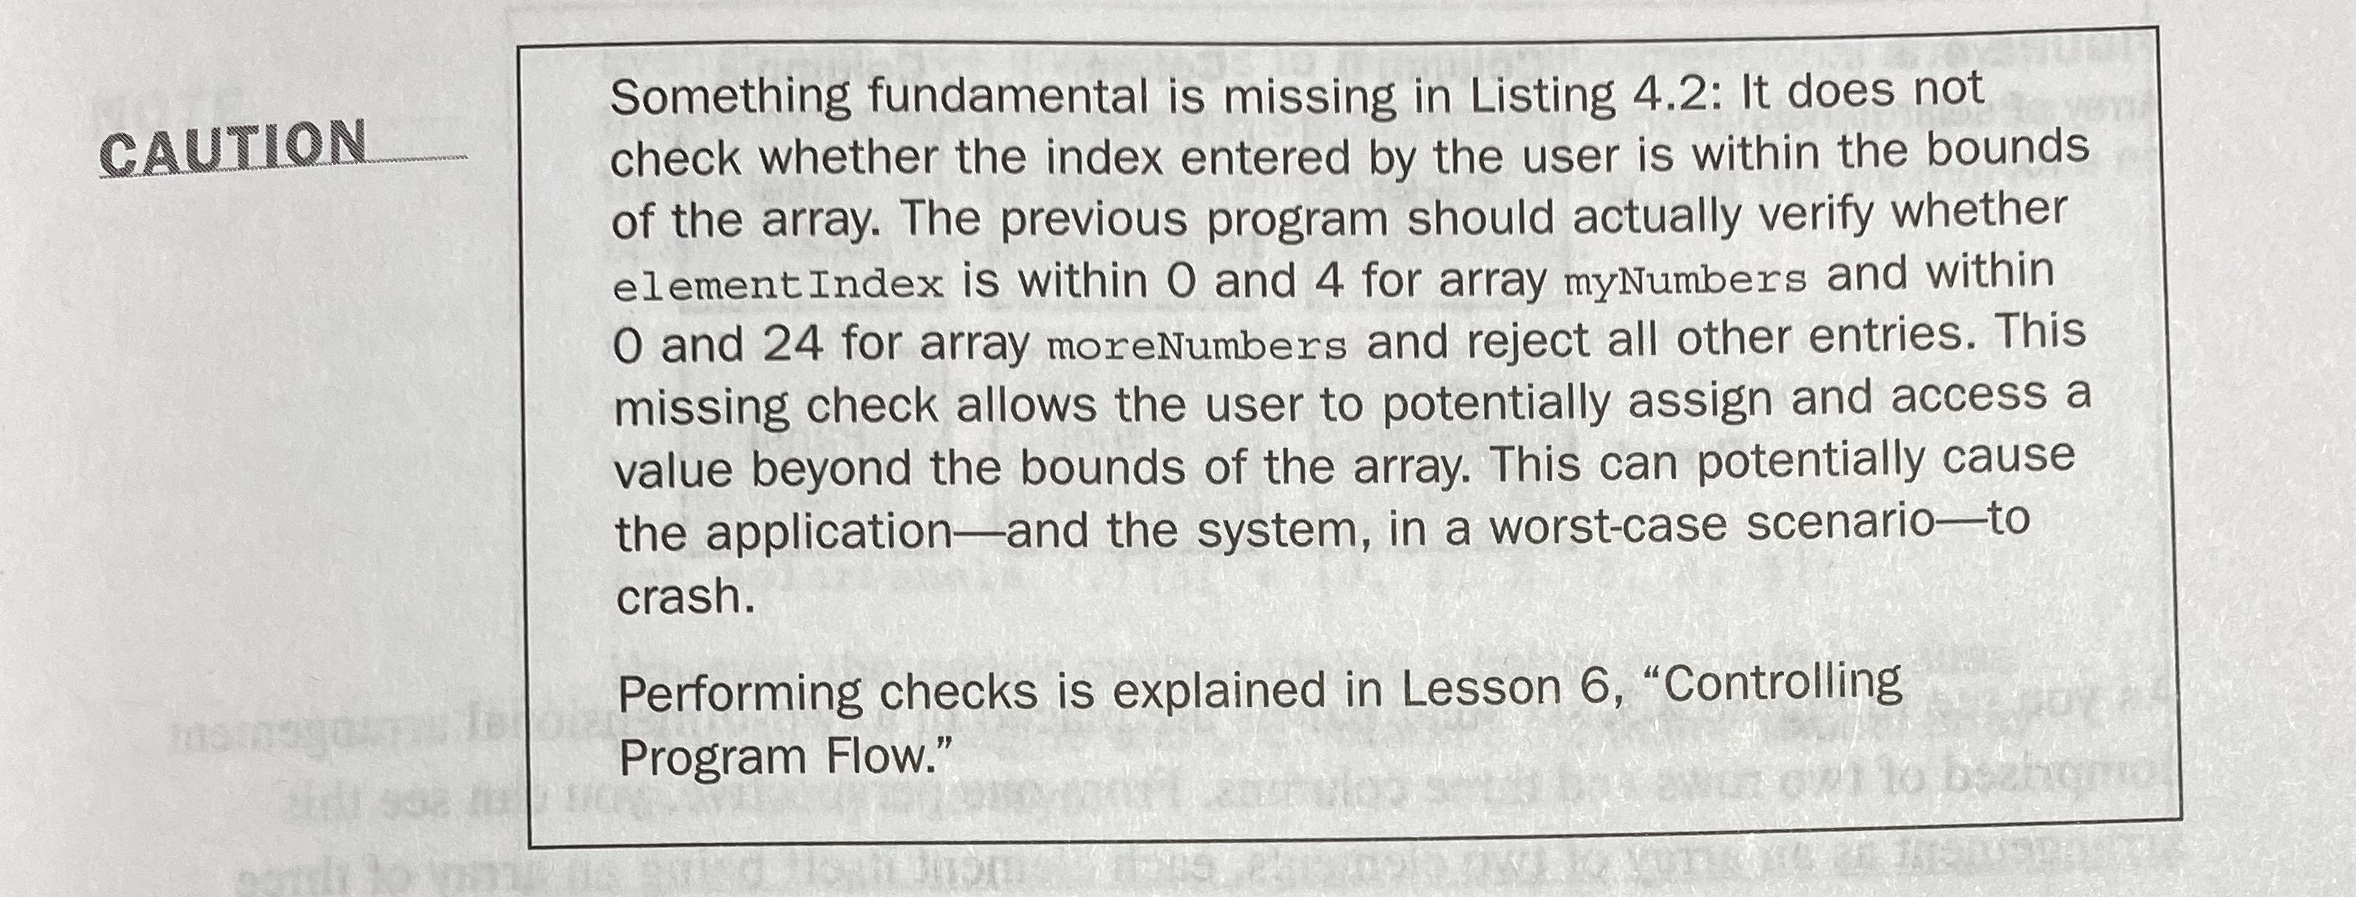 CAUTION
Something fundamental is missing in Listing 4.2: It does not
check whether the index entered by the user is within the bounds
of the array. The previous program should actually verify whether
elementIndex is within 0 and 4 for array myNumbers and within
0 and 24 for array moreNumbers and reject all other entries. This
missing check allows the user to potentially assign and access a
value beyond the bounds of the array. This can potentially cause
the application—and the system, in a worst-case scenario—to
crash.
Performing checks is explained in Lesson 6, “Controlling
Program Flow.”